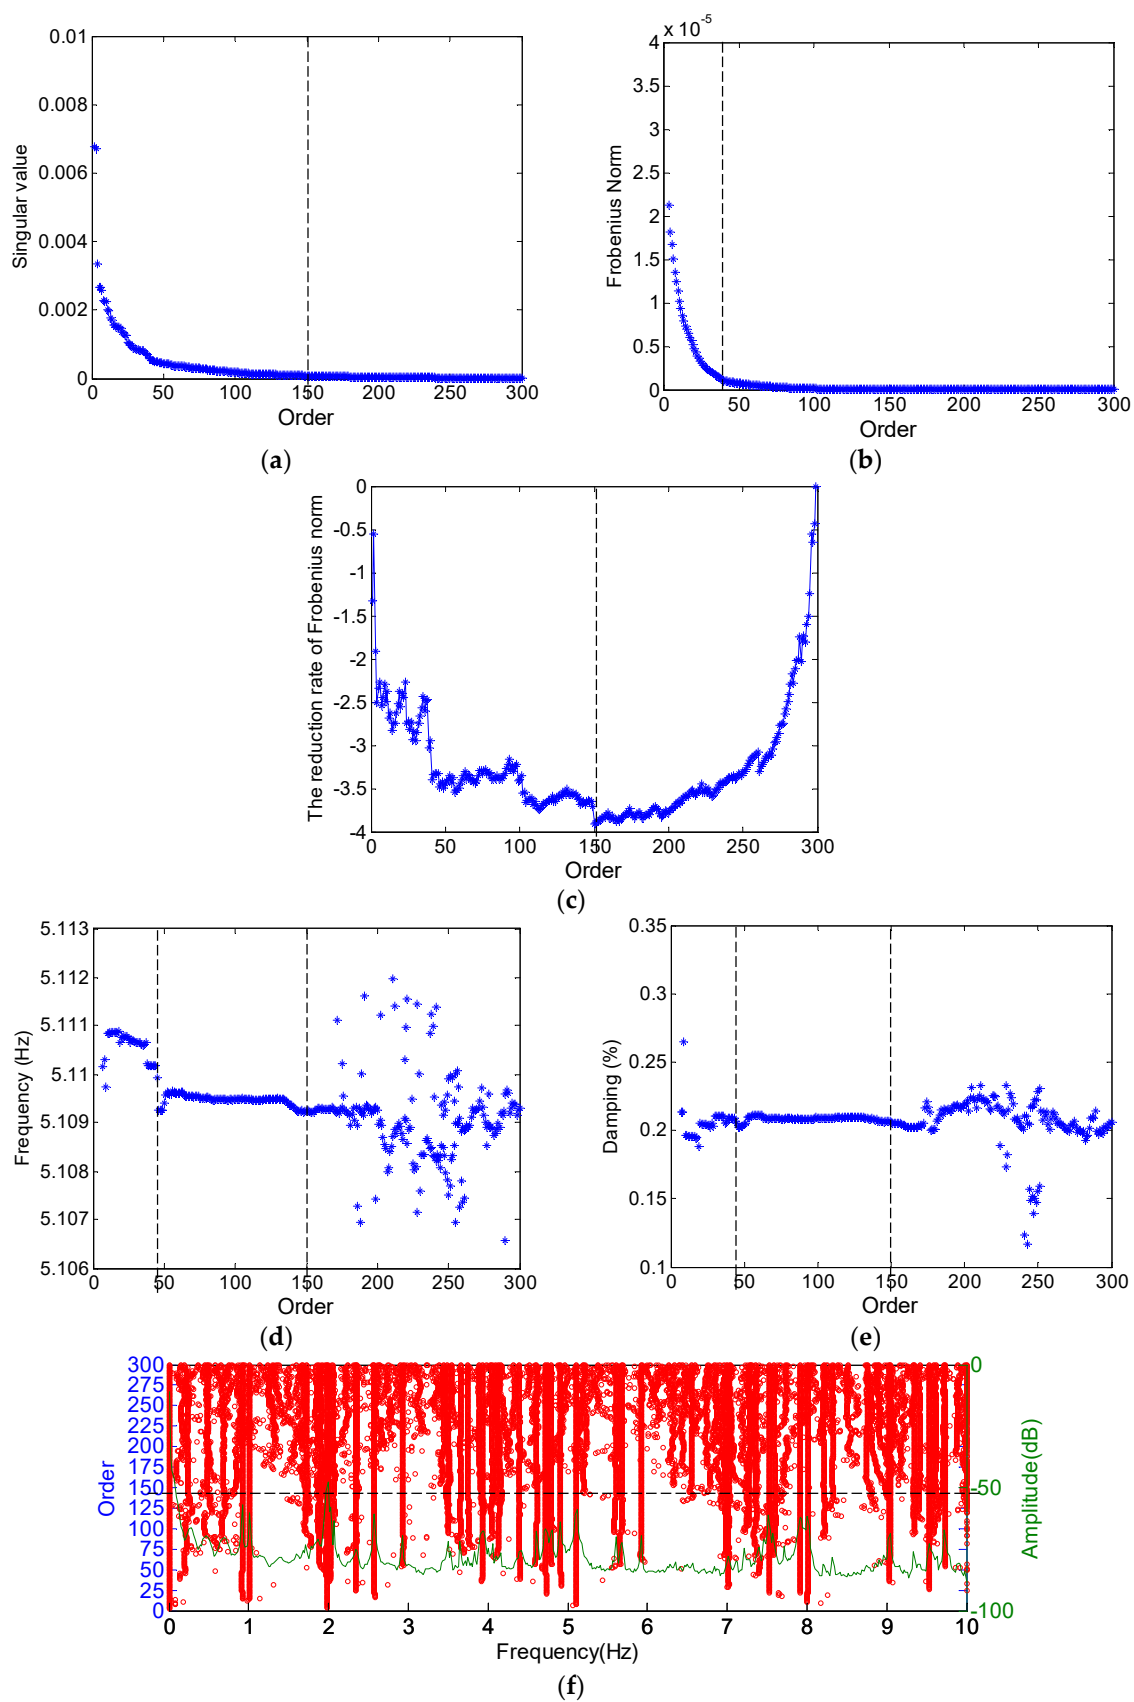 0.01
0.008
0.006
0.004
0.002
0
Singular value
0 50 100 150 200 250 300
Order
(a)
x 10-5
4
3.5
3
2.5
2
1.5
1
0.5
0
Frobenius Norm
0 50 100 150 200 250 300
Order
(b)
0
-0.5
-1
-1.5
-2
-2.5
-3
-3.5
-4
The reduction rate of Frobenius norm
0 50 100 150 200 250 300
Order
(c)
5.113
5.112
5.111
5.11
5.109
5.108
5.107
5.106
Frequency (Hz)
0 50 100 150 200 250 300
Order
(d)
0.35
0.3
0.25
0.2
0.15
0.1
Damping (%)
0 50 100 150 200 250 300
Order
(e)
300
275
250
225
200
175
150
125
100
75
50
25
0
Order
0
-50
-100
Amplitude(dB)
0 1 2 3 4 5 6 7 8 9 10
Frequency(Hz)
(f)